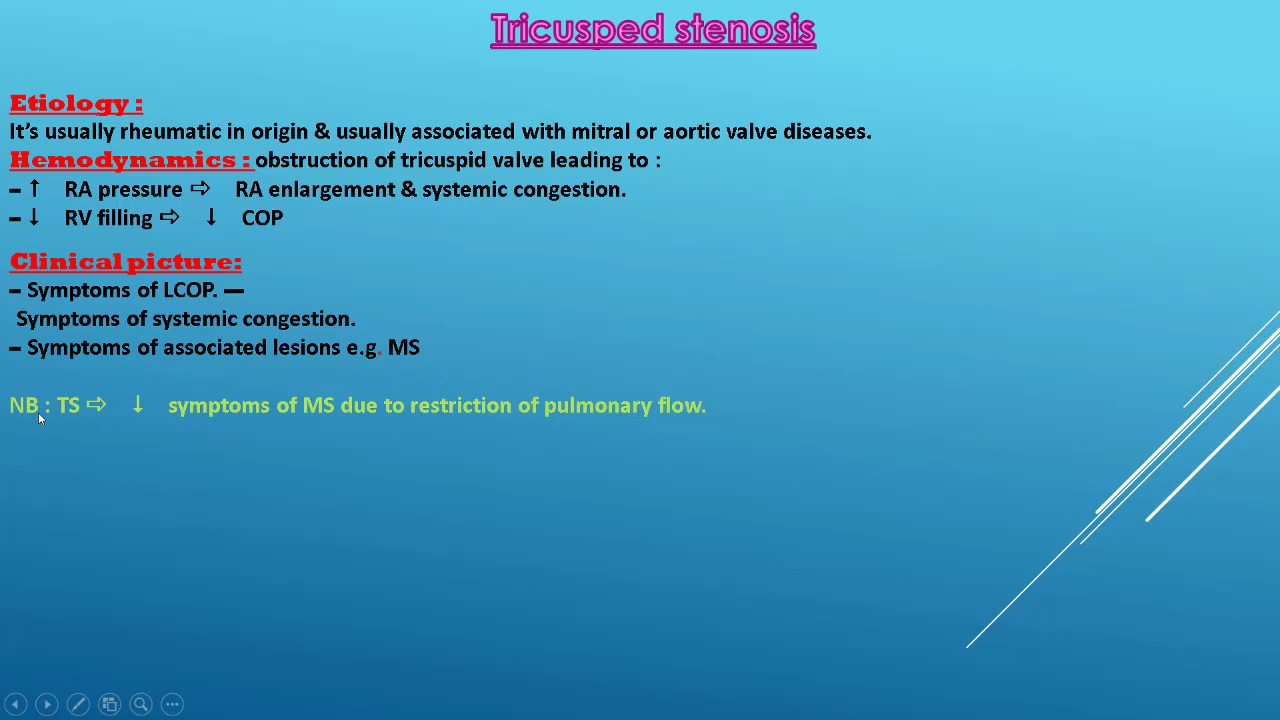 Tricusped stenosis
Etiology :
It’s usually rheumatic in origin & usually associated with mitral or aortic valve diseases.
Hemodynamics : obstruction of tricuspid valve leading to :
– ↑ RA pressure ⇨ RA enlargement & systemic congestion.
– ↓ RV filling ⇨ ↓ COP
Clinical picture:
– Symptoms of LCOP. —
Symptoms of systemic congestion.
– Symptoms of associated lesions e.g. MS
NB : TS ⇨ ↓ symptoms of MS due to restriction of pulmonary flow.